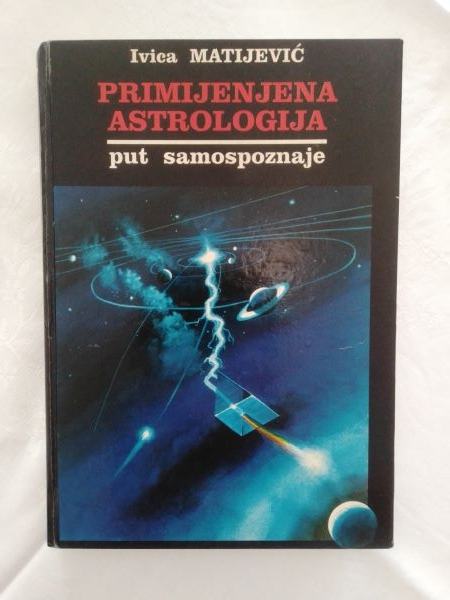 Ivica MATIJEVIĆ
PRIMIJENJENA
ASTROLOGIJA
put samospoznaje